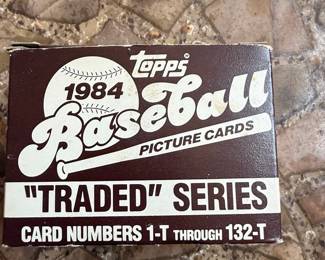 Topps
1984
Baseball
PICTURE CARDS
"TRADED" SERIES
CARD NUMBERS 1-T THROUGH 132-T